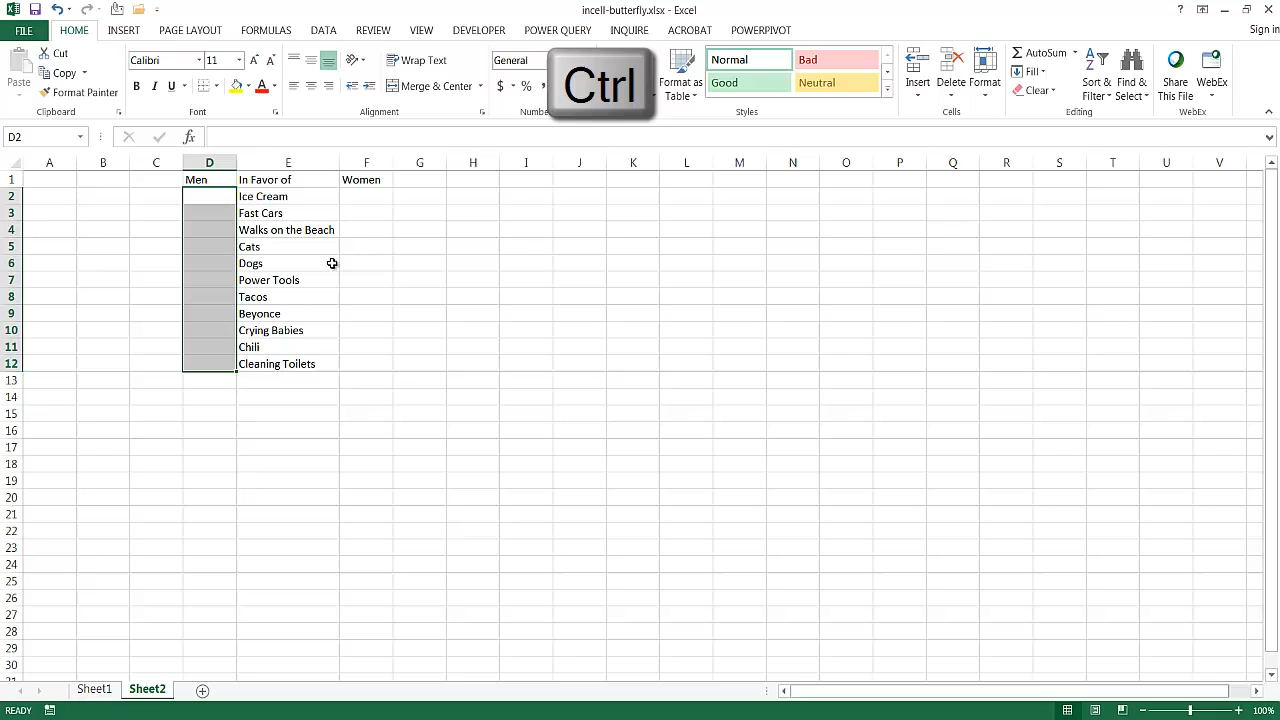 incell-butterfly.xlsx - Excel
?
Sign in
FILE HOME INSERT PAGE LAYOUT FORMULAS DATA REVIEW VIEW DEVELOPER POWER QUERY INQUIRE ACROBAT POWERPIVOT
Paste
Cut
Copy
Format Painter
Clipboard
Calibri 11
B I U
Font
Wrap Text
Merge & Center
Alignment
General
$ % ,
Ctrl
Format as
Table
Normal Bad
Good Neutral
Styles
Insert Delete Format
Cells
AutoSum
Fill
Clear
Sort &
Filter
Find &
Select
Editing
Share
This File
WebEx
WebEx
D2
fx
A B C D E F G H I J K L M N O P Q R S T U V
1 Men In Favor of Women
2 Ice Cream
3 Fast Cars
4 Walks on the Beach
5 Cats
6 Dogs
7 Power Tools
8 Tacos
9 Beyonce
10 Crying Babies
11 Chili
12 Cleaning Toilets
13
14
15
16
17
18
19
20
21
22
23
24
25
26
27
28
29
30
Sheet1 Sheet2
READY
100%